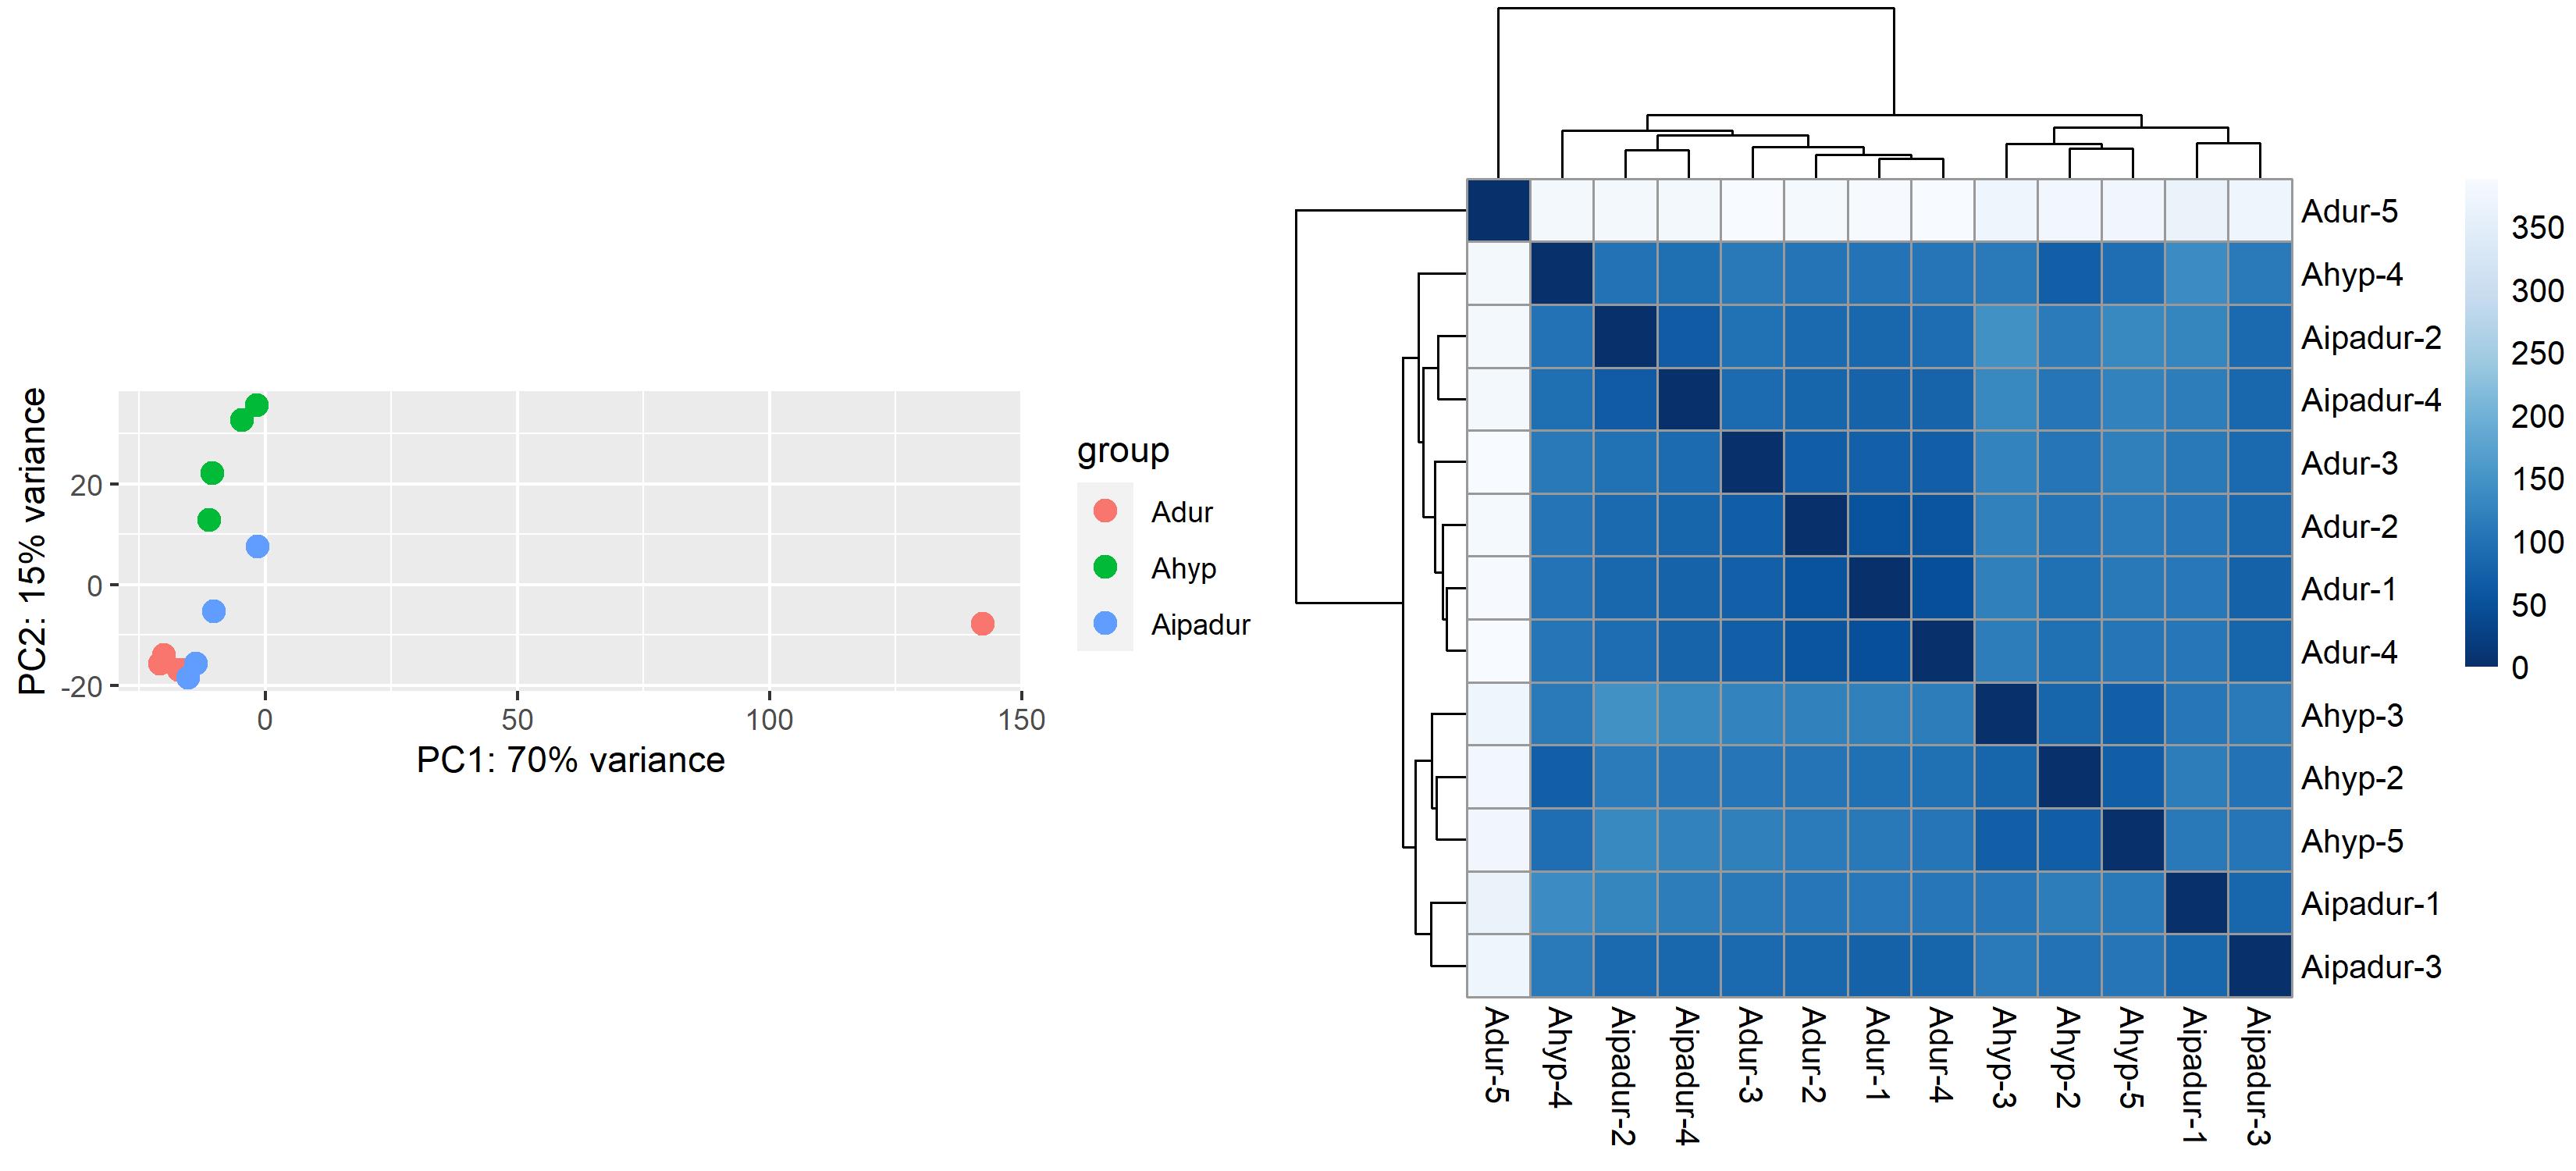 PC2: 15% variance
20
0
-20
0
50
100
150
PC1: 70% variance
group
Adur
Ahyp
Aipadur
Adur-5
Ahyp-4
Aipadur-2
Aipadur-4
Adur-3
Adur-2
Adur-1
Adur-4
Ahyp-3
Ahyp-2
Ahyp-5
Aipadur-1
Aipadur-3
350
300
250
200
150
100
50
0
Adur-5
Ahyp-4
Aipadur-2
Aipadur-4
Adur-3
Adur-2
Adur-1
Adur-4
Ahyp-3
Ahyp-2
Ahyp-5
Aipadur-1
Aipadur-3